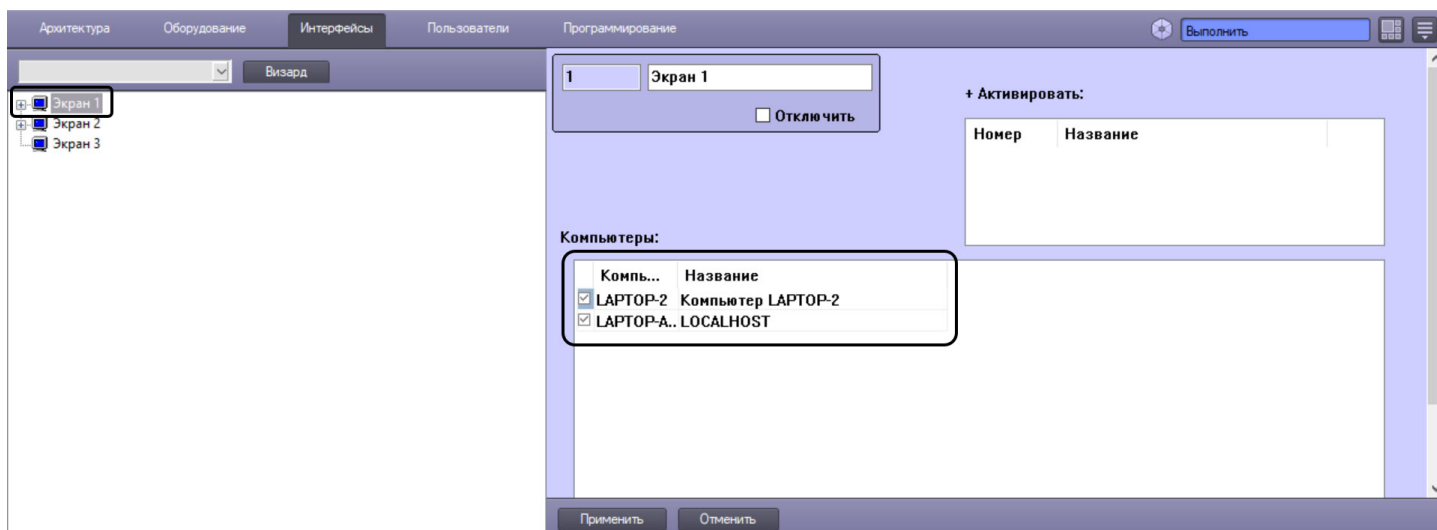 Архитектура Оборудование Интерфейсы Пользователи Программирование Выполнить
Визард
Экран 1
Экран 2
Экран 3
1 Экран 1
Отключить
+ Активировать:
Номер Название
Компьютеры:
Компь... Название
LAPTOP-2 Компьютер LAPTOP-2
LAPTOP-A.. LOCALHOST
Применить Отменить